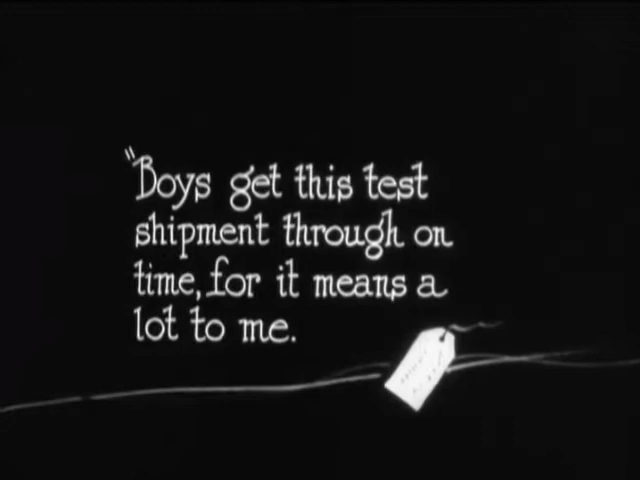 "Boys get this test
shipment through on
time, for it means a
lot to me.